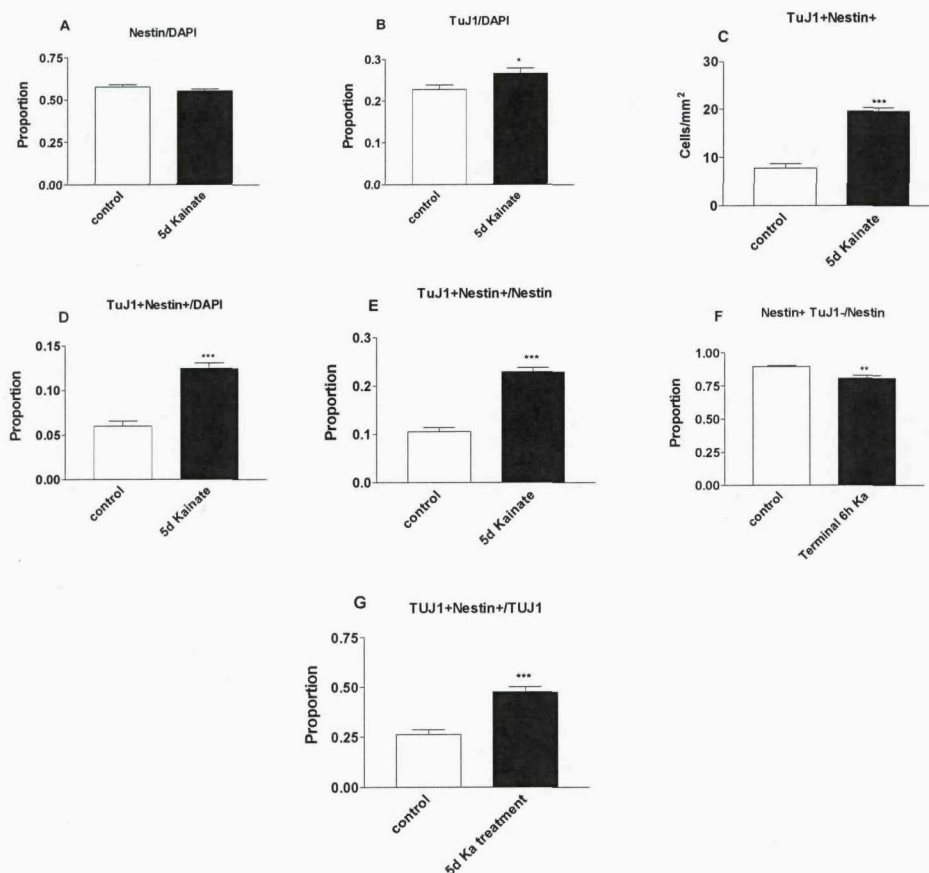 A
Nestin/DAPI
Proportion
0.75
0.50
0.25
0.00
control
5d Kainate
B
TuJ1/DAPI
Proportion
0.3
0.2
0.1
0.0
*
control
5d Kainate
C
TuJ1+Nestin+
Cells/mm²
30
20
10
0
***
control
5d Kainate
D
TuJ1+Nestin+/DAPI
Proportion
0.15
0.10
0.05
0.00
***
control
5d Kainate
E
TuJ1+Nestin+/Nestin
Proportion
0.3
0.2
0.1
0.0
***
control
5d Kainate
F
Nestin+ TuJ1-/Nestin
Proportion
1.00
0.75
0.50
0.25
0.00
**
control
Terminal 6h Ka
G
TUJ1+Nestin+/TUJ1
Proportion
0.75
0.50
0.25
0.00
***
control
5d Ka treatment